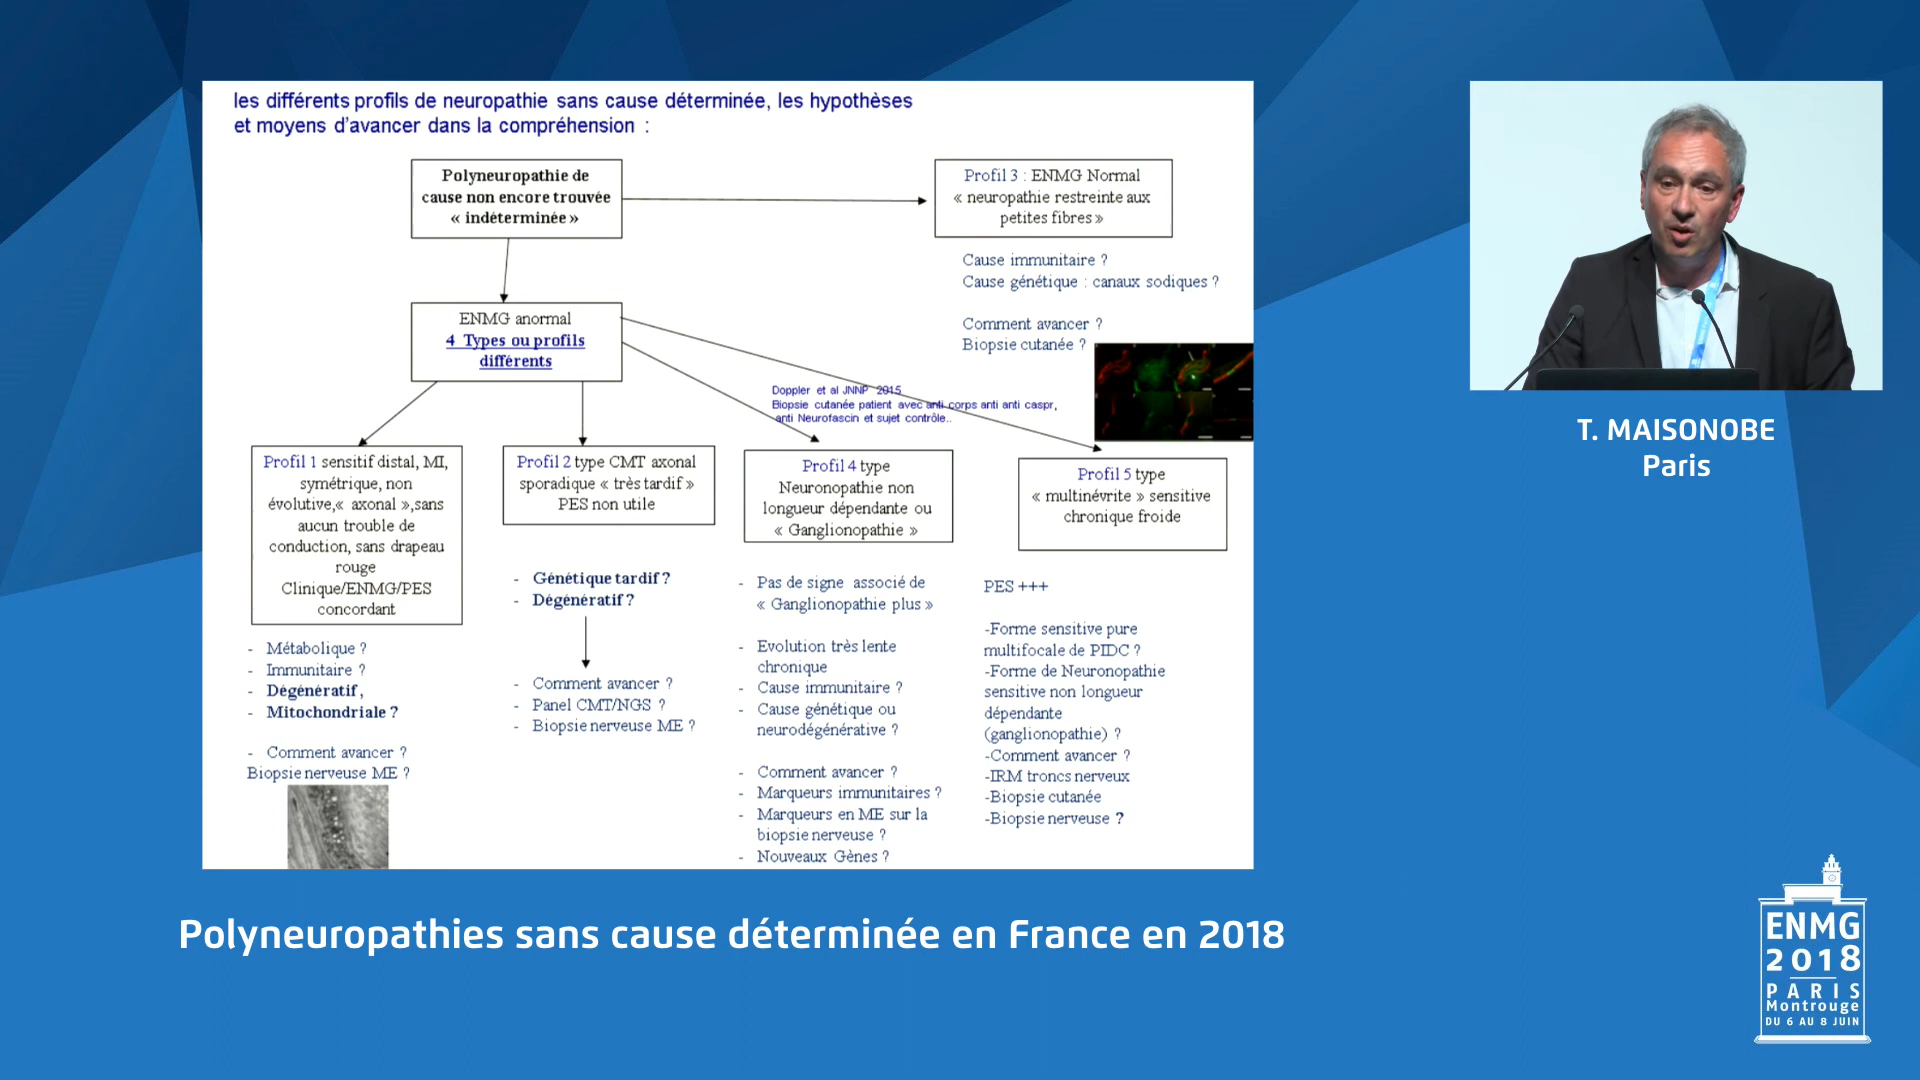 les différents profils de neuropathie sans cause déterminée, les hypothèses
et moyens d'avancer dans la compréhension :
Polyneuropathie de
cause non encore trouvée
« indéterminée »
Profil 3 : ENMG Normal
« neuropathie restreinte aux
petites fibres »
Cause immunitaire ?
Cause génétique : canaux sodiques ?
Comment avancer ?
Biopsie cutanée ?
ENMG anormal
4 Types ou profils
différents
Doppler et al JNNP 2015
Biopsie cutanée patient avec anti corps anti anti caspr,
anti Neurofascin et sujet contrôle..
Profil 1 sensitif distal, MI,
symétrique, non
évolutive,« axonal »,sans
aucun trouble de
conduction, sans drapeau
rouge
Clinique/ENMG/PES
concordant
- Métabolique ?
- Immunitaire ?
- Dégénératif,
- Mitochondriale ?
- Comment avancer ?
Biopsie nerveuse ME ?
Profil 2 type CMT axonal
sporadique « très tardif »
PES non utile
- Génétique tardif ?
- Dégénératif ?
- Comment avancer ?
- Panel CMT/NGS ?
- Biopsie nerveuse ME ?
Profil 4 type
Neuronopathie non
longueur dépendante ou
« Ganglionopathie »
- Pas de signe associé de
« Ganglionopathie plus »
- Evolution très lente
chronique
- Cause immunitaire ?
- Cause génétique ou
neurodégénérative ?
- Comment avancer ?
- Marqueurs immunitaires ?
- Marqueurs en ME sur la
biopsie nerveuse ?
- Nouveaux Gènes ?
Profil 5 type
« multinévrite » sensitive
chronique froide
PES +++
-Forme sensitive pure
multifocale de PIDC ?
-Forme de Neuronopathie
sensitive non longueur
dépendante
(ganglionopathie) ?
-Comment avancer ?
-IRM troncs nerveux
-Biopsie cutanée
-Biopsie nerveuse ?
T. MAISONOBE
Paris
Polyneuropathies sans cause déterminée en France en 2018
ENMG
2018
PARIS
Montrouge
DU 6 AU 8 JUIN